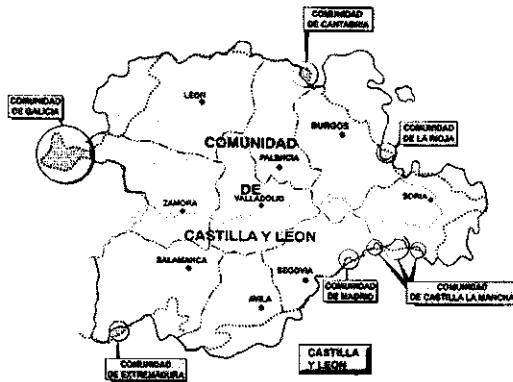 COMUNIDAD
DE CANTABRIA
COMUNIDAD
DE GALICIA
LEON
BURGOS
COMUNIDAD
DE LA RIOJA
COMUNIDAD
PALENCIA
DE
VALLADOLID
ZAMORA
SORIA
CASTILLA Y LEON
SALAMANCA
SEGOVIA
AVILA
COMUNIDAD
DE MADRID
COMUNIDAD
DE CASTILLA LA MANCHA
COMUNIDAD
DE EXTREMADURA
CASTILLA
Y LEON